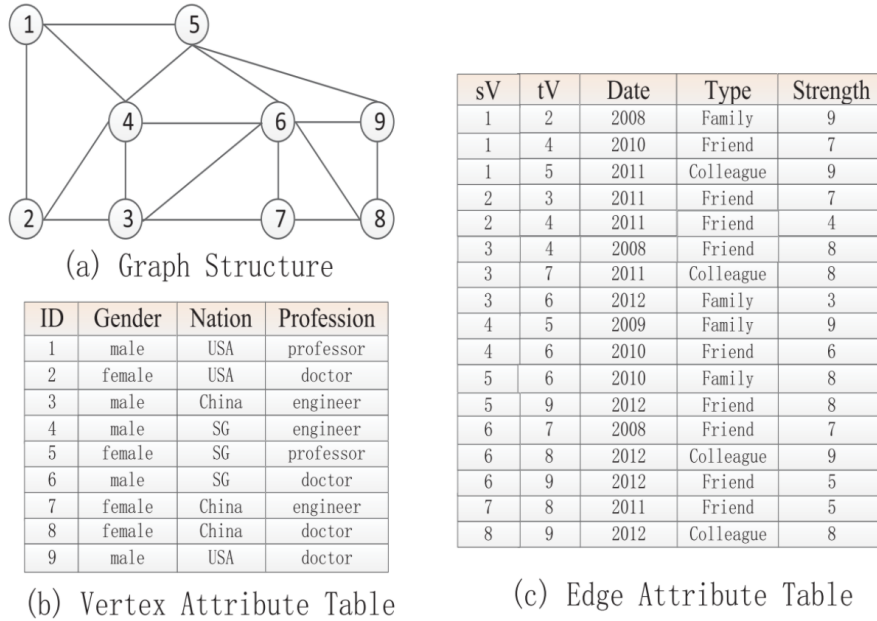 1 5
4 6 9
2 3 7 8
(a) Graph Structure
ID Gender Nation Profession
1 male USA professor
2 female USA doctor
3 male China engineer
4 male SG engineer
5 female SG professor
6 male SG doctor
7 female China engineer
8 female China doctor
9 male USA doctor
(b) Vertex Attribute Table
sV tV Date Type Strength
1 2 2008 Family 9
1 4 2010 Friend 7
1 5 2011 Colleague 9
2 3 2011 Friend 7
2 4 2011 Friend 4
3 4 2008 Friend 8
3 7 2011 Colleague 8
3 6 2012 Family 3
4 5 2009 Family 9
4 6 2010 Friend 6
5 6 2010 Family 8
5 9 2012 Friend 8
6 7 2008 Friend 7
6 8 2012 Colleague 9
6 9 2012 Friend 5
7 8 2011 Friend 5
8 9 2012 Colleague 8
(c) Edge Attribute Table